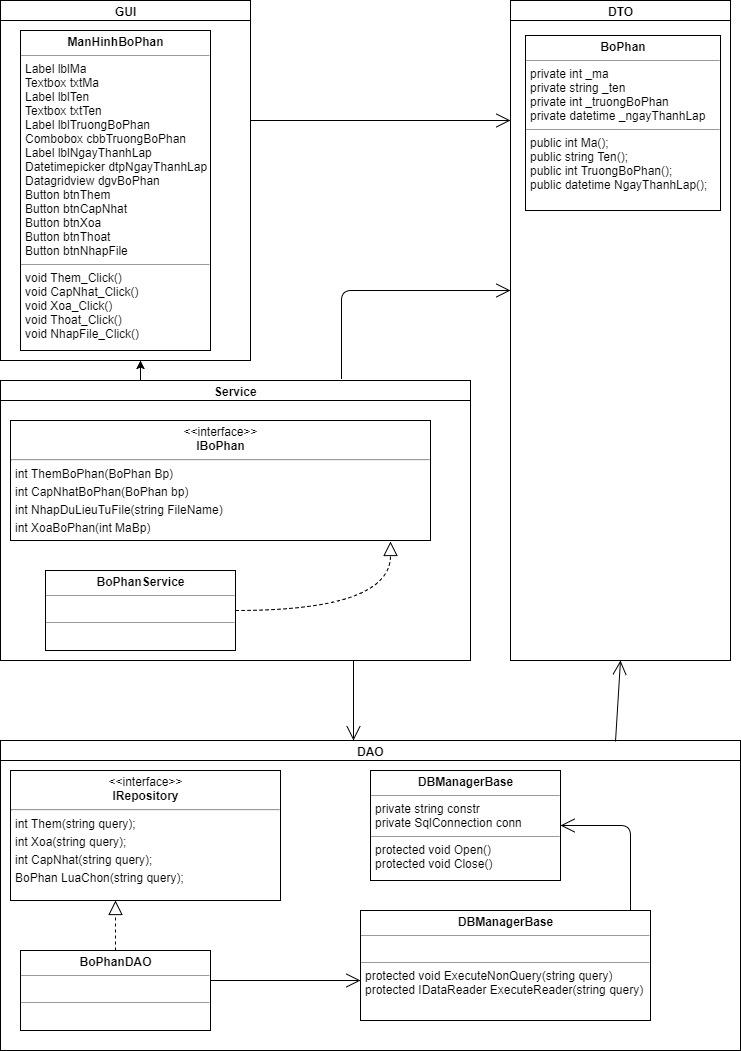 GUI
ManHinhBoPhan
Label lblMa
Textbox txtMa
Label lblTen
Textbox txtTen
Label lblTruongBoPhan
Combobox cbbTruongBoPhan
Label lblNgayThanhLap
Datetimepicker dtpNgayThanhLap
Datagridview dgvBoPhan
Button btnThem
Button btnCapNhat
Button btnXoa
Button btnThoat
Button btnNhapFile
void Them_Click()
void CapNhat_Click()
void Xoa_Click()
void Thoat_Click()
void NhapFile_Click()
DTO
BoPhan
private int _ma
private string _ten
private int _truongBoPhan
private datetime _ngayThanhLap
public int Ma();
public string Ten();
public int TruongBoPhan();
public datetime NgayThanhLap();
Service
<<interface>>
IBoPhan
int ThemBoPhan(BoPhan Bp)
int CapNhatBoPhan(BoPhan bp)
int NhapDuLieuTuFile(string FileName)
int XoaBoPhan(int MaBp)
BoPhanService
DAO
<<interface>>
IRepository
int Them(string query);
int Xoa(string query);
int CapNhat(string query);
BoPhan LuaChon(string query);
BoPhanDAO
DBManagerBase
private string constr
private SqlConnection conn
protected void Open()
protected void Close()
DBManagerBase
protected void ExecuteNonQuery(string query)
protected IDataReader ExecuteReader(string query)